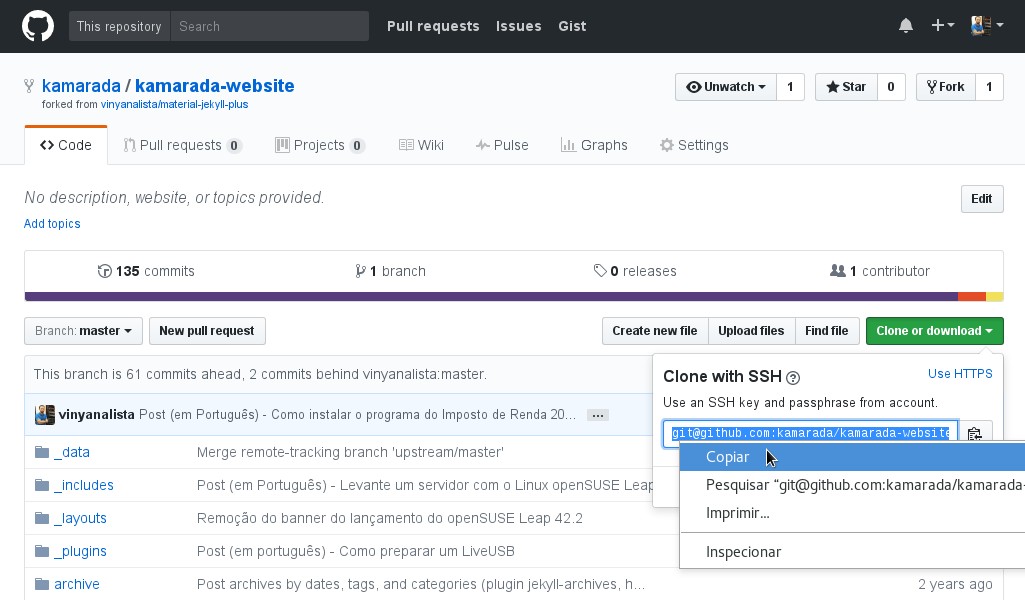 This repository Search Pull requests Issues Gist
kamarada / kamarada-website
forked from vinyanalista/material-jekyll-plus
Unwatch 1 Star 0 Fork 1
Code Pull requests 0 Projects 0 Wiki Pulse Graphs Settings
No description, website, or topics provided.
Edit
Add topics
135 commits 1 branch 0 releases 1 contributor
Branch: master New pull request Create new file Upload files Find file Clone or download
This branch is 61 commits ahead, 2 commits behind vinyanalista:master.
Clone with SSH Use HTTPS
Use an SSH key and passphrase from account.
git@github.com:kamarada/kamarada-website
vinyanalista Post (em Português) - Como instalar o programa do Imposto de Renda 20... …
_data Merge remote-tracking branch 'upstream/master'
_includes Post (em Português) - Levante um servidor com o Linux openSUSE Leap
_layouts Remoção do banner do lançamento do openSUSE Leap 42.2
_plugins Post (em português) - Como preparar um LiveUSB
archive Post archives by dates, tags, and categories (plugin jekyll-archives, h... 2 years ago
Copiar
Pesquisar “git@github.com:kamarada/kamarada-
Imprimir...
Inspecionar